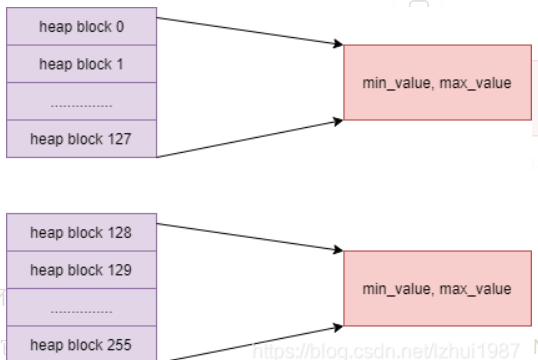 heap block 0
heap block 1
...............
heap block 127
min_value, max_value
heap block 128
heap block 129
...............
heap block 255
min_value, max_value
https://blog.csdn.net/lzhui1987